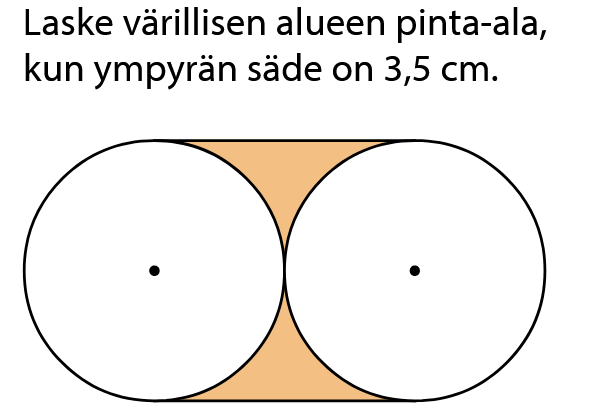 Laske värillisen alueen pinta-ala,
kun ympyrän säde on 3,5 cm.